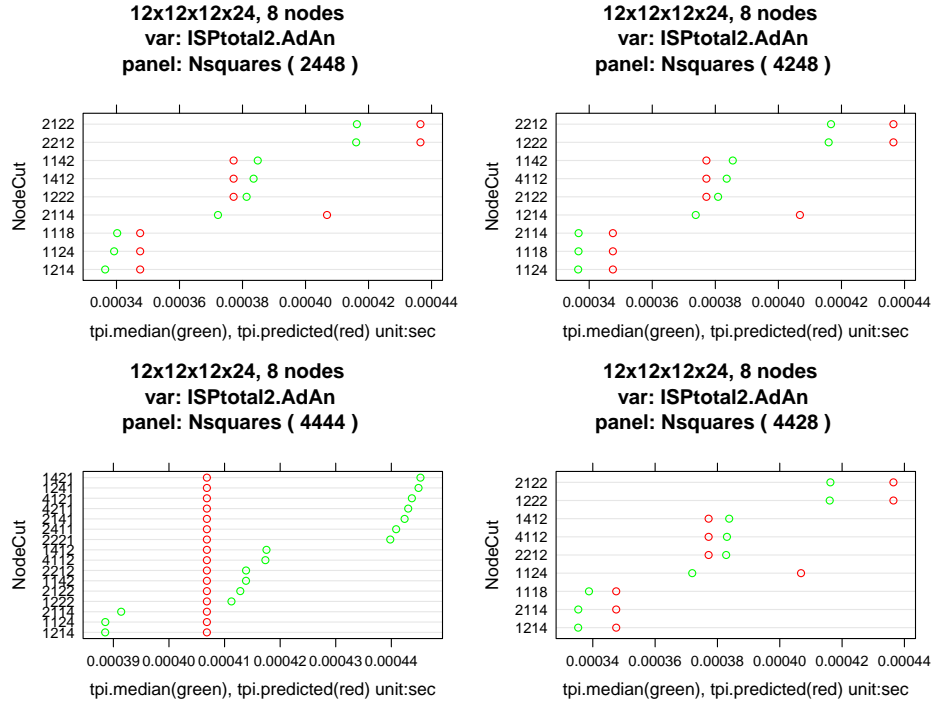 12x12x12x24, 8 nodes
var: ISPtotal2.AdAn
panel: Nsquares ( 2448 )
NodeCut
2122
2212
1142
1412
1222
2114
1118
1124
1214
0.00034 0.00036 0.00038 0.00040 0.00042 0.00044
tpi.median(green), tpi.predicted(red) unit:sec
12x12x12x24, 8 nodes
var: ISPtotal2.AdAn
panel: Nsquares ( 4248 )
NodeCut
2212
1222
1142
4112
2122
1214
2114
1118
1124
0.00034 0.00036 0.00038 0.00040 0.00042 0.00044
tpi.median(green), tpi.predicted(red) unit:sec
12x12x12x24, 8 nodes
var: ISPtotal2.AdAn
panel: Nsquares ( 4444 )
NodeCut
1421
1241
4121
4211
2141
2411
2221
1412
4112
2212
1142
2122
1222
2114
1124
1214
0.00039 0.00040 0.00041 0.00042 0.00043 0.00044
tpi.median(green), tpi.predicted(red) unit:sec
12x12x12x24, 8 nodes
var: ISPtotal2.AdAn
panel: Nsquares ( 4428 )
NodeCut
2122
1222
1412
4112
2212
1124
1118
2114
1214
0.00034 0.00036 0.00038 0.00040 0.00042 0.00044
tpi.median(green), tpi.predicted(red) unit:sec